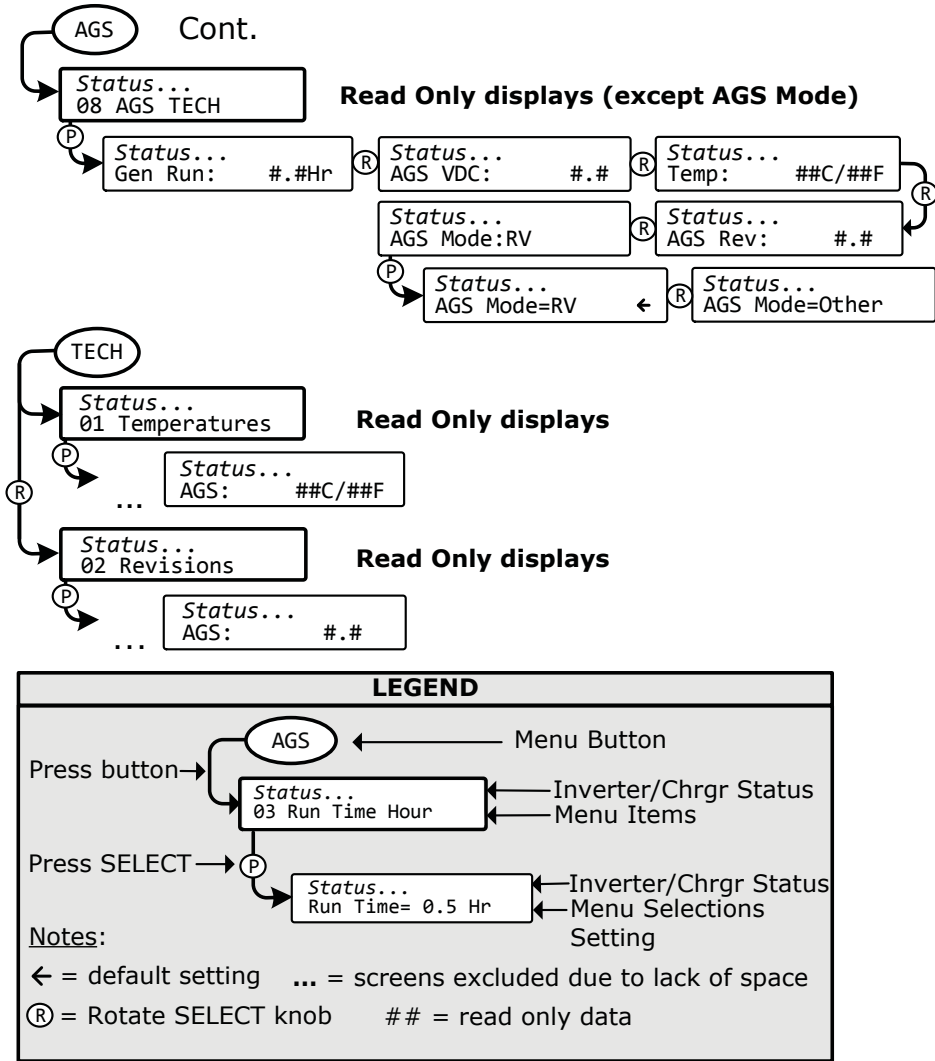 AGS Cont.
Status...
08 AGS TECH
Read Only displays (except AGS Mode)
P
Status...
Gen Run: #.#Hr
R
Status...
AGS VDC: #.#
R
Status...
Temp: ##C/##F
R
Status...
AGS Mode:RV
R
Status...
AGS Rev: #.#
P
Status...
AGS Mode=RV ←
R
Status...
AGS Mode=Other
TECH
Status...
01 Temperatures
Read Only displays
P
...
Status...
AGS: ##C/##F
R
Status...
02 Revisions
Read Only displays
P
...
Status...
AGS: #.#
LEGEND
AGS
Menu Button
Press button
Status...
03 Run Time Hour
Inverter/Chrgr Status
Menu Items
Press SELECT
P
Status...
Run Time= 0.5 Hr
Inverter/Chrgr Status
Menu Selections
Setting
Notes:
← = default setting ... = screens excluded due to lack of space
R = Rotate SELECT knob ## = read only data